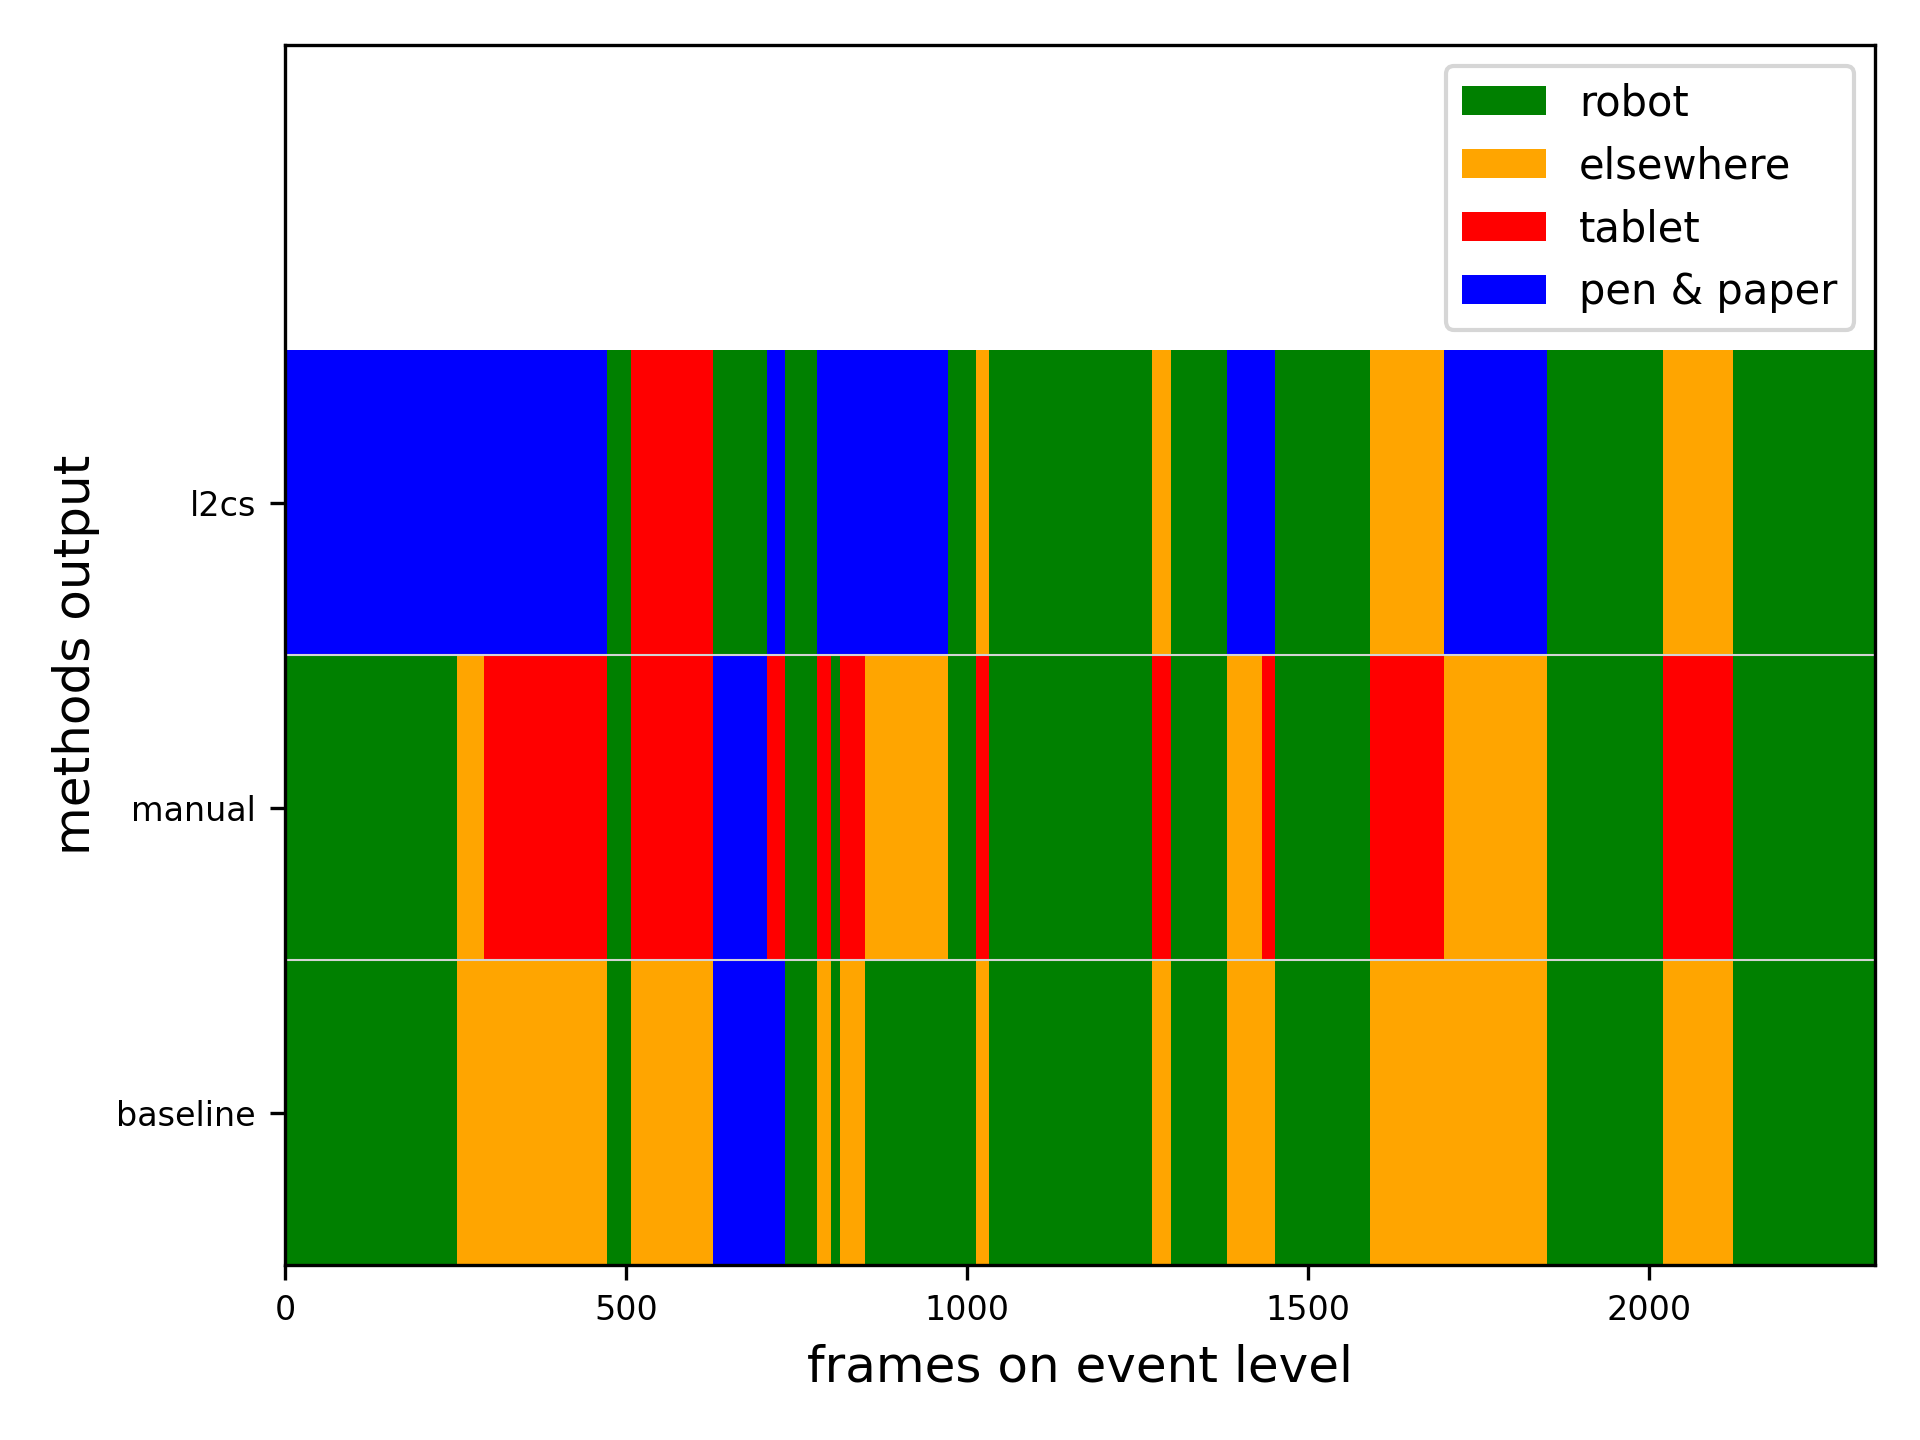 robot
elsewhere
tablet
pen & paper
methods output
l2cs
manual
baseline
0 500 1000 1500 2000
frames on event level